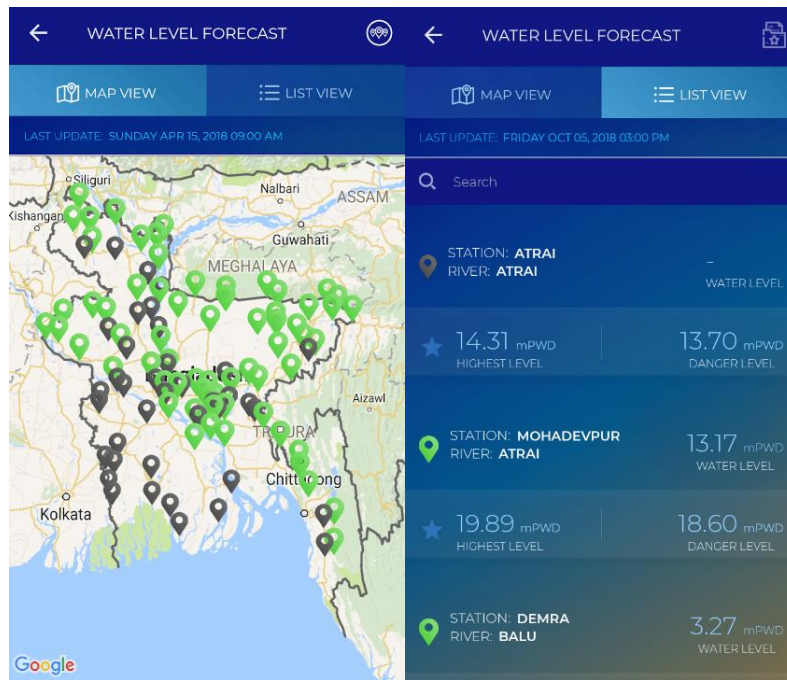 WATER LEVEL FORECAST
MAP VIEW
LIST VIEW
LAST UPDATE: SUNDAY APR 15, 2018 09:00 AM
Siliguri
Nalbari
ASSAM
Kishangan
Guwahati
MEGHALAYA
Aizawl
TRIPURA
Chittagong
Kolkata
Google
WATER LEVEL FORECAST
MAP VIEW
LIST VIEW
LAST UPDATE: FRIDAY OCT 05, 2018 03:00 PM
Search
STATION: ATRAI
RIVER: ATRAI
-
WATER LEVEL
14.31 mPWD
HIGHEST LEVEL
13.70 mPWD
DANGER LEVEL
STATION: MOHADEVPUR
RIVER: ATRAI
13.17 mPWD
WATER LEVEL
19.89 mPWD
HIGHEST LEVEL
18.60 mPWD
DANGER LEVEL
STATION: DEMRA
RIVER: BALU
3.27 mPWD
WATER LEVEL